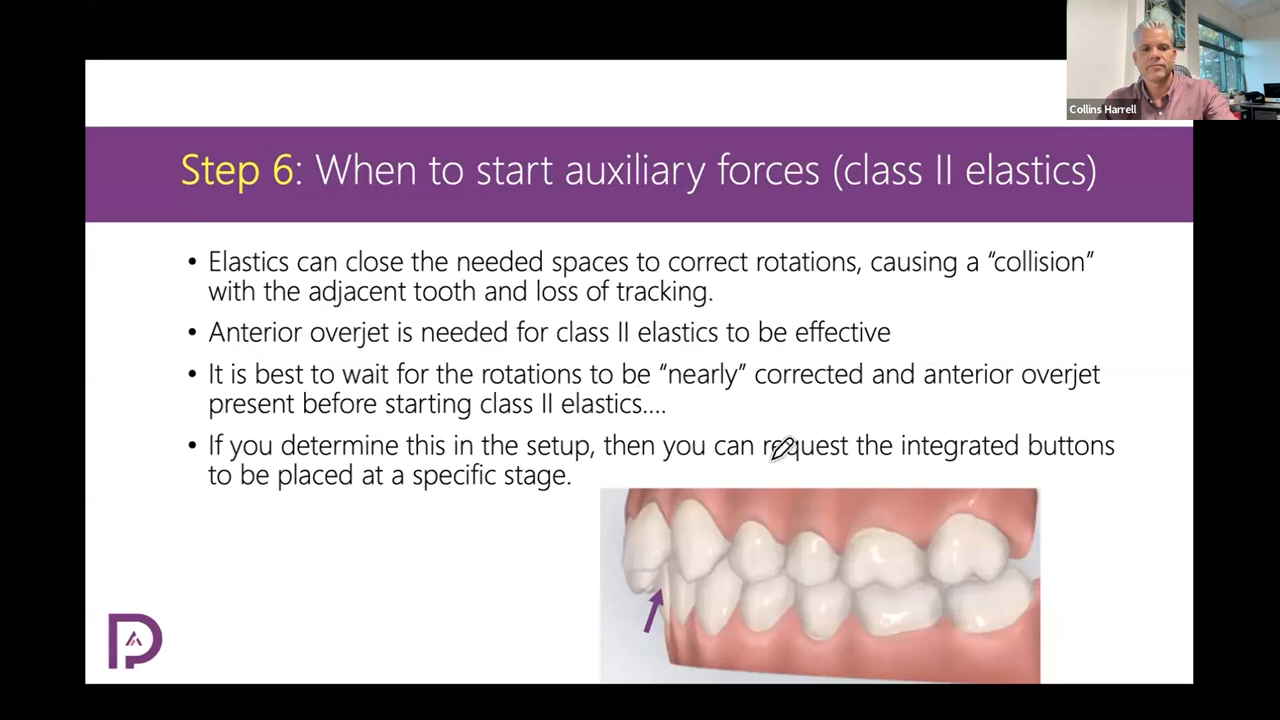 Collins Harrell
Step 6: When to start auxiliary forces (class II elastics)
• Elastics can close the needed spaces to correct rotations, causing a “collision”
with the adjacent tooth and loss of tracking.
• Anterior overjet is needed for class II elastics to be effective
• It is best to wait for the rotations to be “nearly” corrected and anterior overjet
present before starting class II elastics....
• If you determine this in the setup, then you can request the integrated buttons
to be placed at a specific stage.